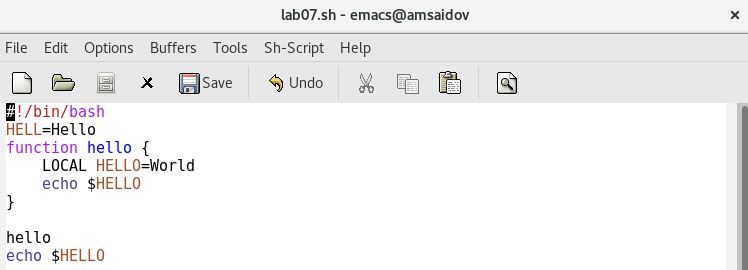 lab07.sh - emacs@amsaidov
File Edit Options Buffers Tools Sh-Script Help
Save Undo
#!/bin/bash
HELL=Hello
function hello {
    LOCAL HELLO=World
    echo $HELLO
}
hello
echo $HELLO